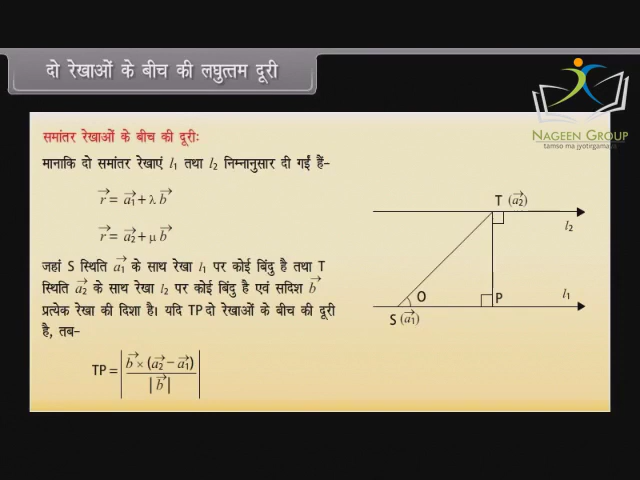 दो रेखाओं के बीच की लघुत्तम दूरी
NAGEEN GROUP
tamso ma jyotirgamaya
समांतर रेखाओं के बीच की दूरी:
मानाकि दो समांतर रेखाएं l₁ तथा l₂ निम्नानुसार दी गईं हैं-
r⃗ = a⃗₁ + λ b⃗
r⃗ = a⃗₂ + μ b⃗
जहां S स्थिति a⃗₁ के साथ रेखा l₁ पर कोई बिंदु है तथा T
स्थिति a⃗₂ के साथ रेखा l₂ पर कोई बिंदु है एवं सदिश b⃗
प्रत्येक रेखा की दिशा है। यदि TP दो रेखाओं के बीच की दूरी
है, तब-
TP = | b⃗ × (a⃗₂ – a⃗₁) / |b⃗| |
T (a⃗₂)
l₂
O
P
l₁
S (a⃗₁)